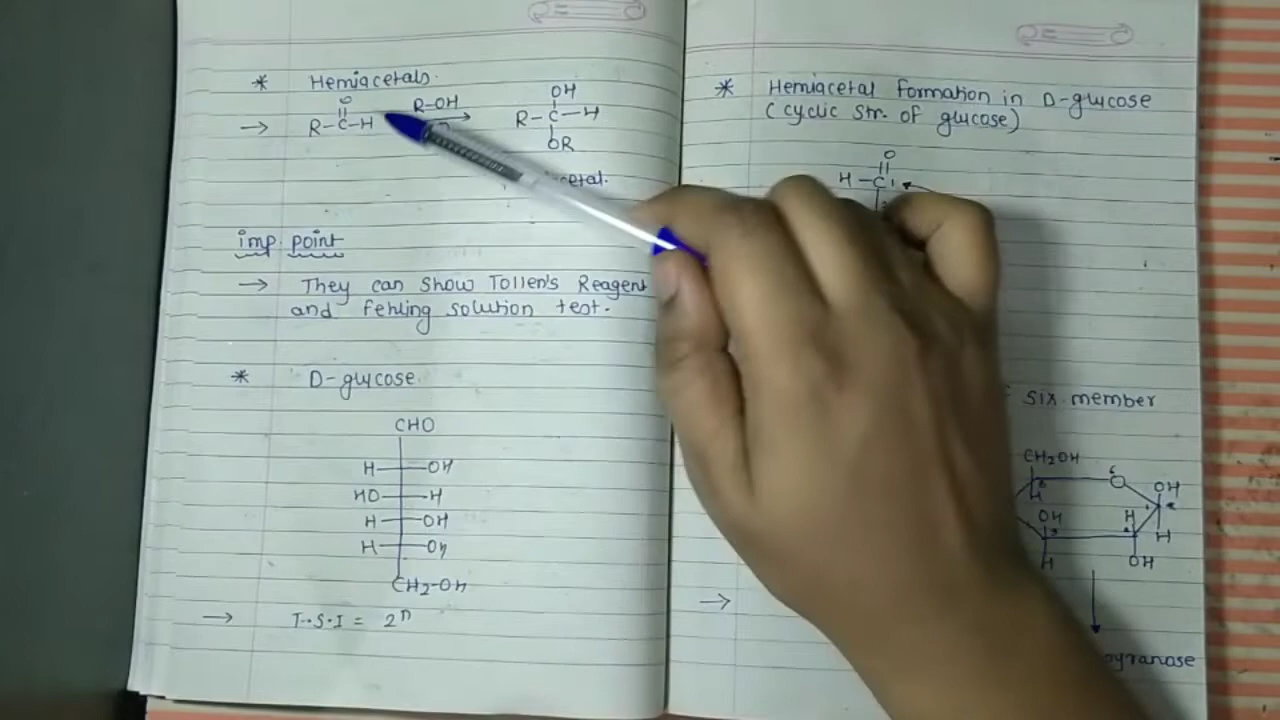 * Hemiacetals.
O
R-OH
→ R-C-H
OH
R-C-H
OR
imp point
→ They can show Tollen's Reagent
and fehling solution test.
* D-glucose
CHO
H OH
HO H
H OH
H OH
CH2-OH
→ T.S.I = 2ⁿ
* Hemiacetal formation in D-glucose
(cyclic str. of glucose)
O
H-C1
six member
CH2OH
O OH
H
OH H
H
H OH
→
pyranose